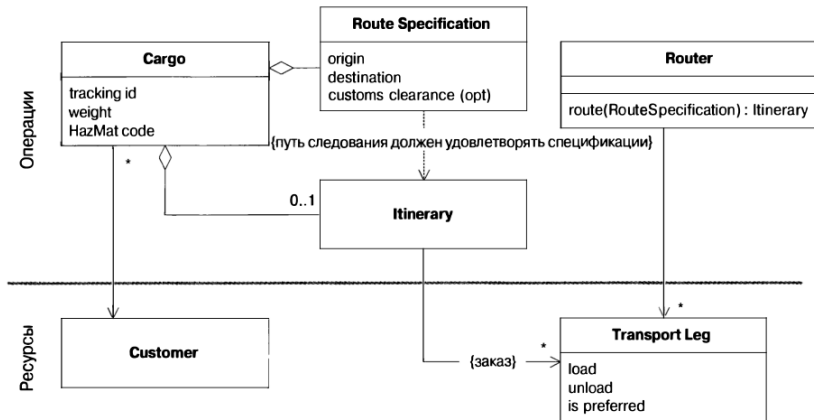 Операции
Cargo
tracking id
weight
HazMat code
Route Specification
origin
destination
customs clearance (opt)
Router
route(RouteSpecification) : Itinerary
{путь следования должен удовлетворять спецификации}
*
0..1
Itinerary
Ресурсы
Customer
{заказ}
*
*
Transport Leg
load
unload
is preferred